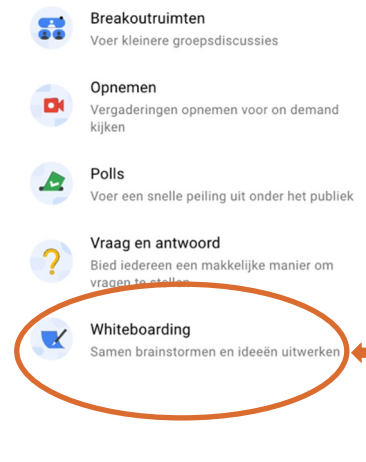 Breakoutruimten
Voer kleinere groepsdiscussies
Opnemen
Vergaderingen opnemen voor on demand
kijken
Polls
Voer een snelle peiling uit onder het publiek
Vraag en antwoord
Bied iedereen een makkelijke manier om
vragen te stellen
Whiteboarding
Samen brainstormen en ideeën uitwerken